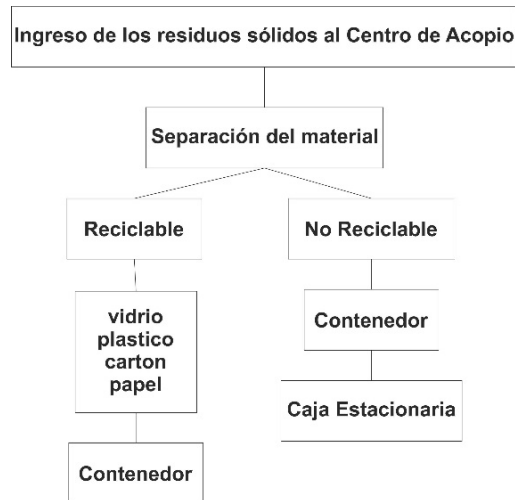 Ingreso de los residuos sólidos al Centro de Acopio
Separación del material
Reciclable
No Reciclable
vidrio
plastico
carton
papel
Contenedor
Contenedor
Caja Estacionaria